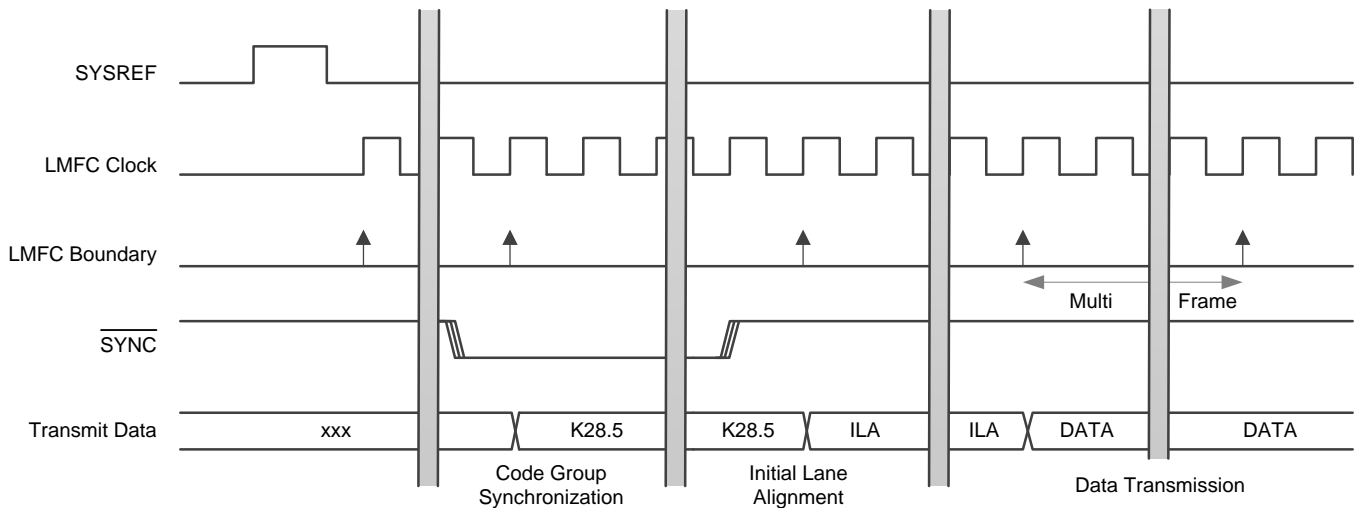 SYSREF
LMFC Clock
LMFC Boundary
Multi Frame
SYNC
Transmit Data xxx K28.5 K28.5 ILA ILA DATA DATA
Code Group
Synchronization
Initial Lane
Alignment
Data Transmission